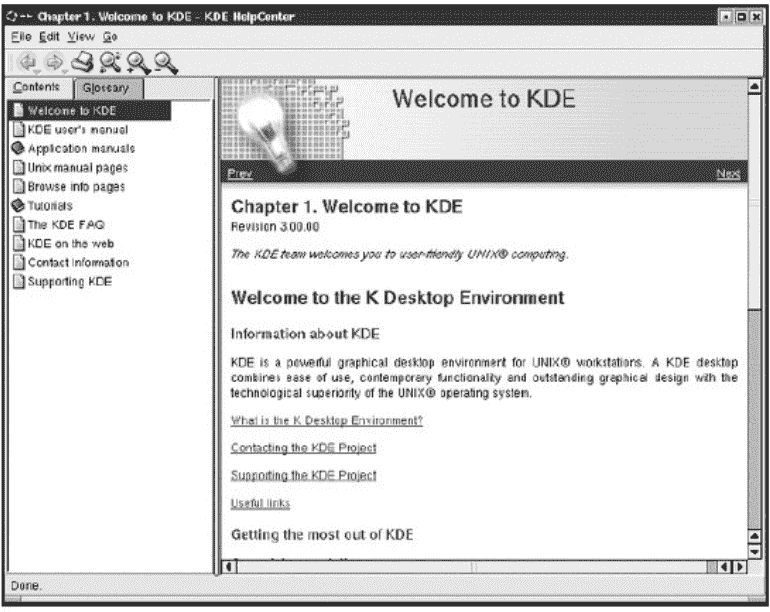 Chapter 1. Welcome to KDE - KDE HelpCenter
File Edit View Go
Contents Glossary
Welcome to KDE
KDE user's manual
Application manuals
Unix manual pages
Browse info pages
Tutorials
The KDE FAQ
KDE on the web
Contact Information
Supporting KDE
Welcome to KDE
Prev Next
Chapter 1. Welcome to KDE
Revision 3.00.00
The KDE team welcomes you to user-friendly UNIX® computing.
Welcome to the K Desktop Environment
Information about KDE
KDE is a powerful graphical desktop environment for UNIX® workstations. A KDE desktop
combines ease of use, contemporary functionality and outstanding graphical design with the
technological superiority of the UNIX® operating system.
What is the K Desktop Environment?
Contacting the KDE Project
Supporting the KDE Project
Useful links
Getting the most out of KDE
Done.